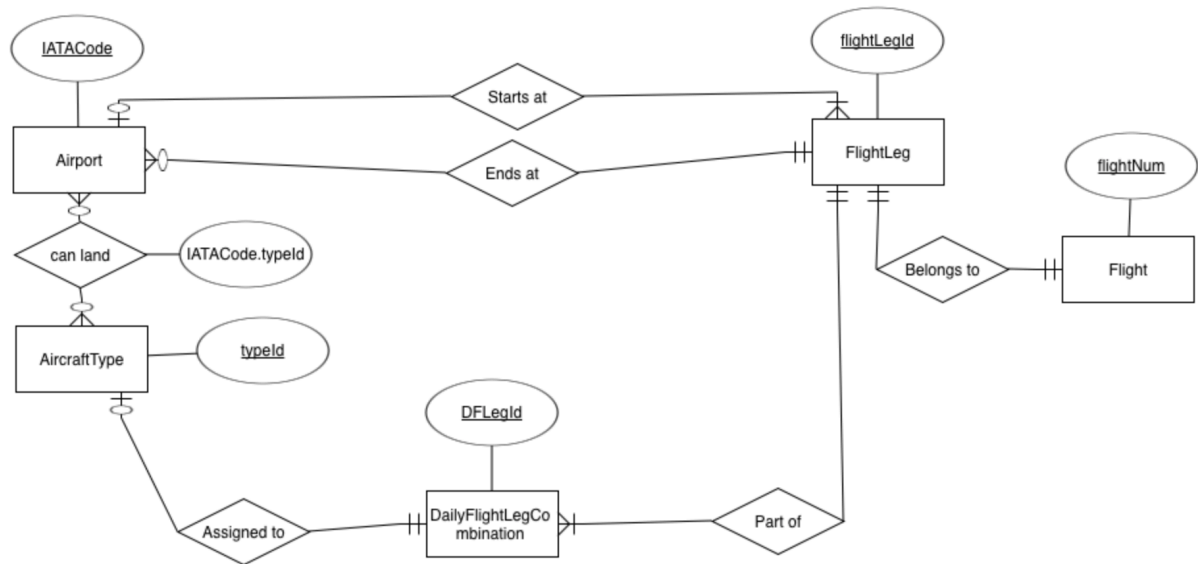 IATACode
flightLegId
Starts at
Airport
Ends at
FlightLeg
flightNum
can land
IATACode.typeId
Belongs to
Flight
AircraftType
typeId
DFLegId
DailyFlightLegCo
mbination
Assigned to
Part of